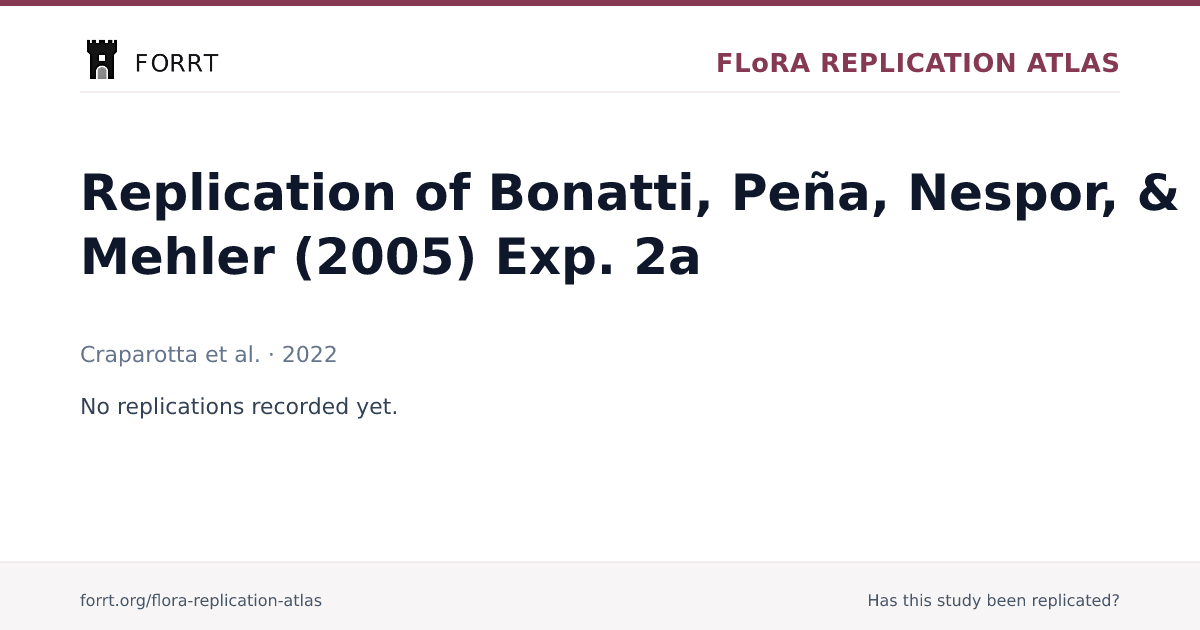 FORRT
FLoRA REPLICATION ATLAS
Replication of Bonatti, Peña, Nespor, &
Mehler (2005) Exp. 2a
Craparotta et al. · 2022
No replications recorded yet.
forrt.org/flora-replication-atlas
Has this study been replicated?